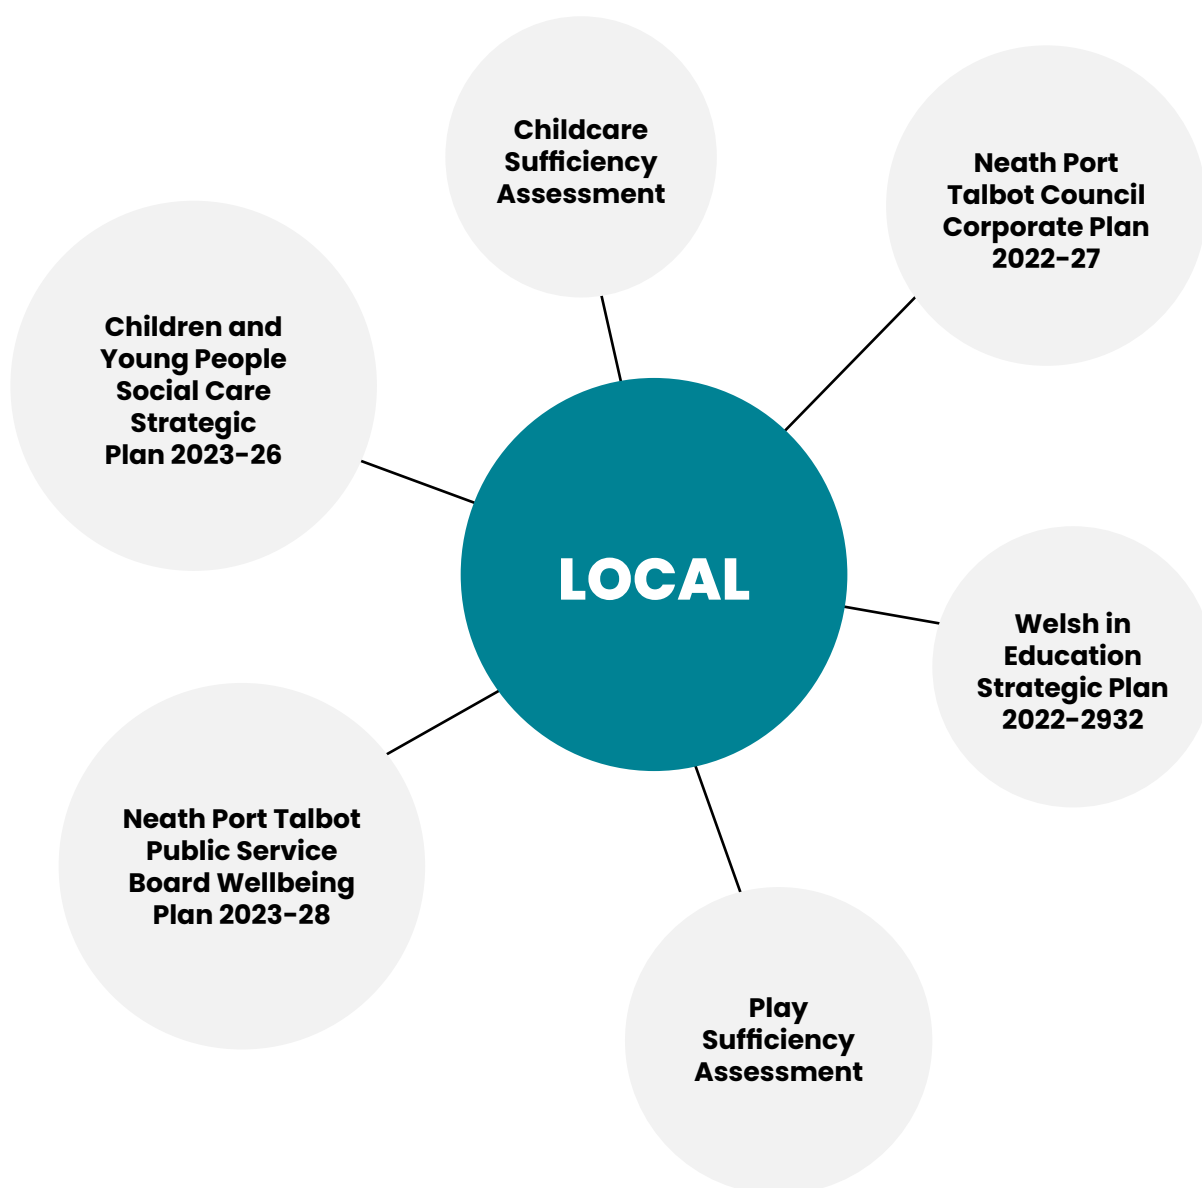 Childcare
Sufficiency
Assessment
Neath Port
Talbot Council
Corporate Plan
2022-27
Children and
Young People
Social Care
Strategic
Plan 2023-26
LOCAL
Welsh in
Education
Strategic Plan
2022-2932
Neath Port Talbot
Public Service
Board Wellbeing
Plan 2023-28
Play
Sufficiency
Assessment